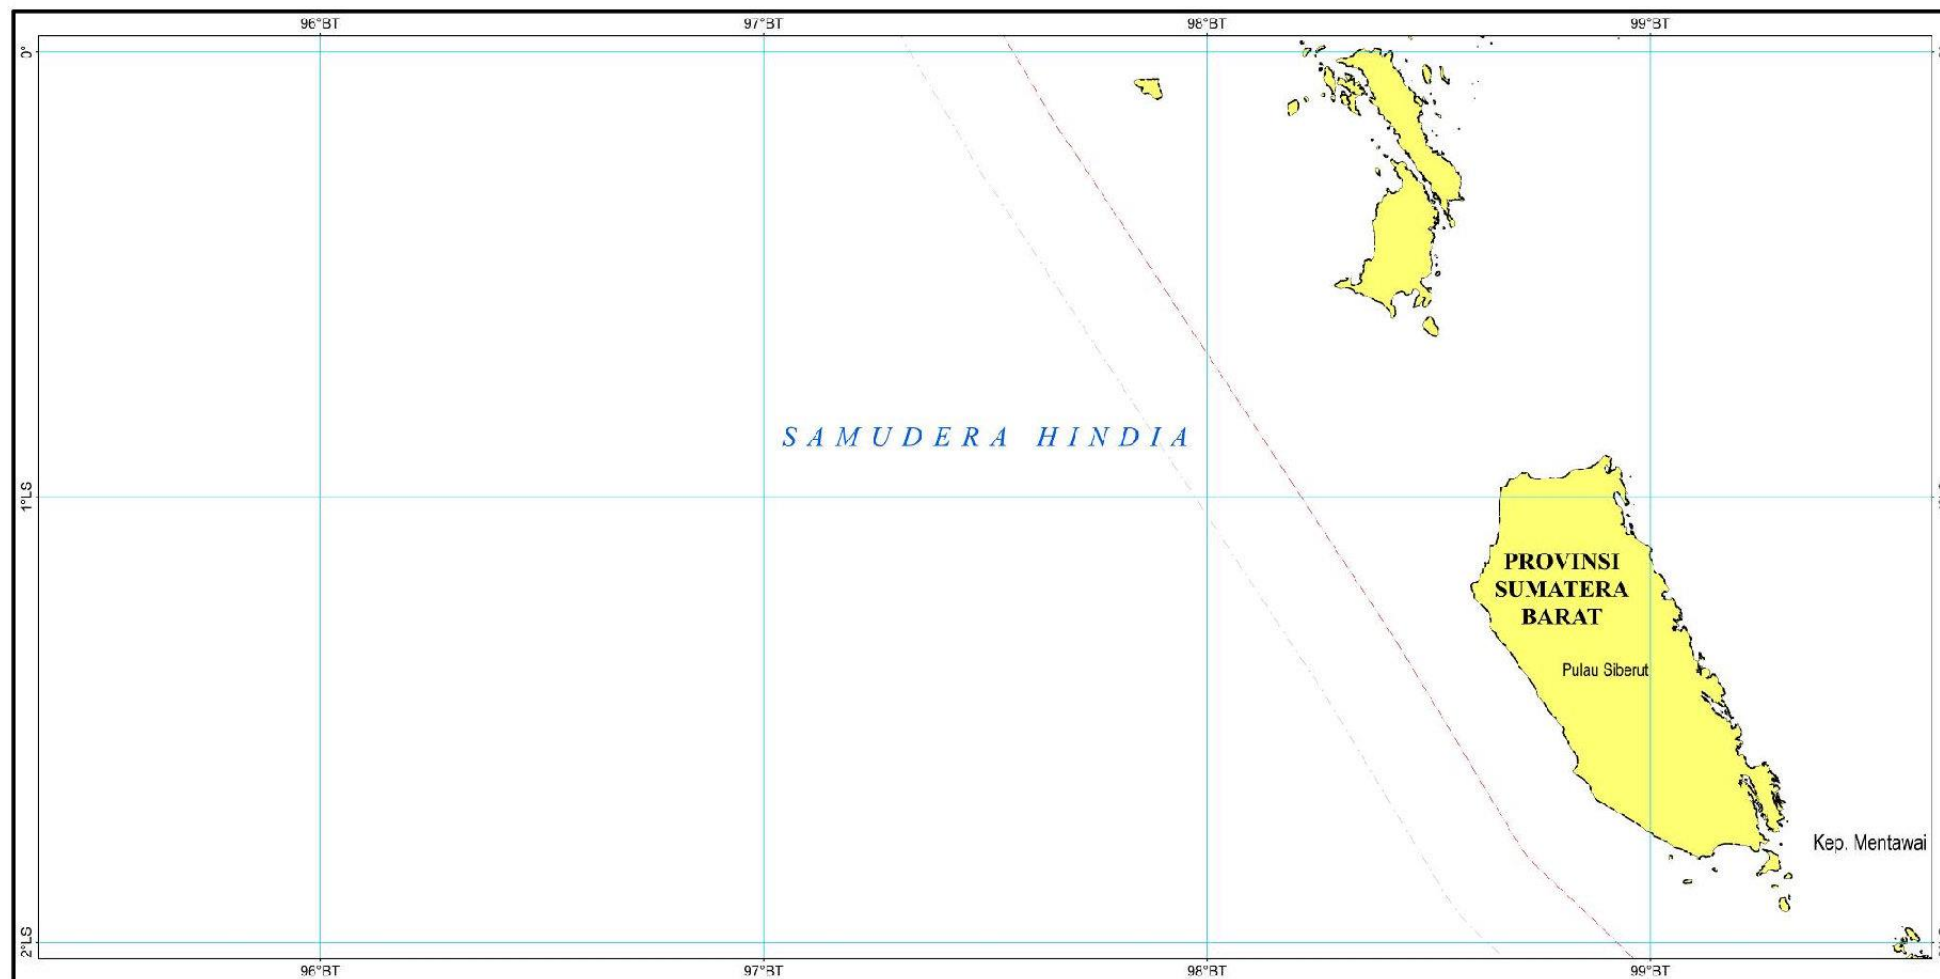 96°BT
97°BT
98°BT
99°BT
0°
SAMUDERA HINDIA
1°LS
PROVINSI
SUMATERA
BARAT
Pulau Siberut
Kep. Mentawai
2°LS
96°BT
97°BT
98°BT
99°BT